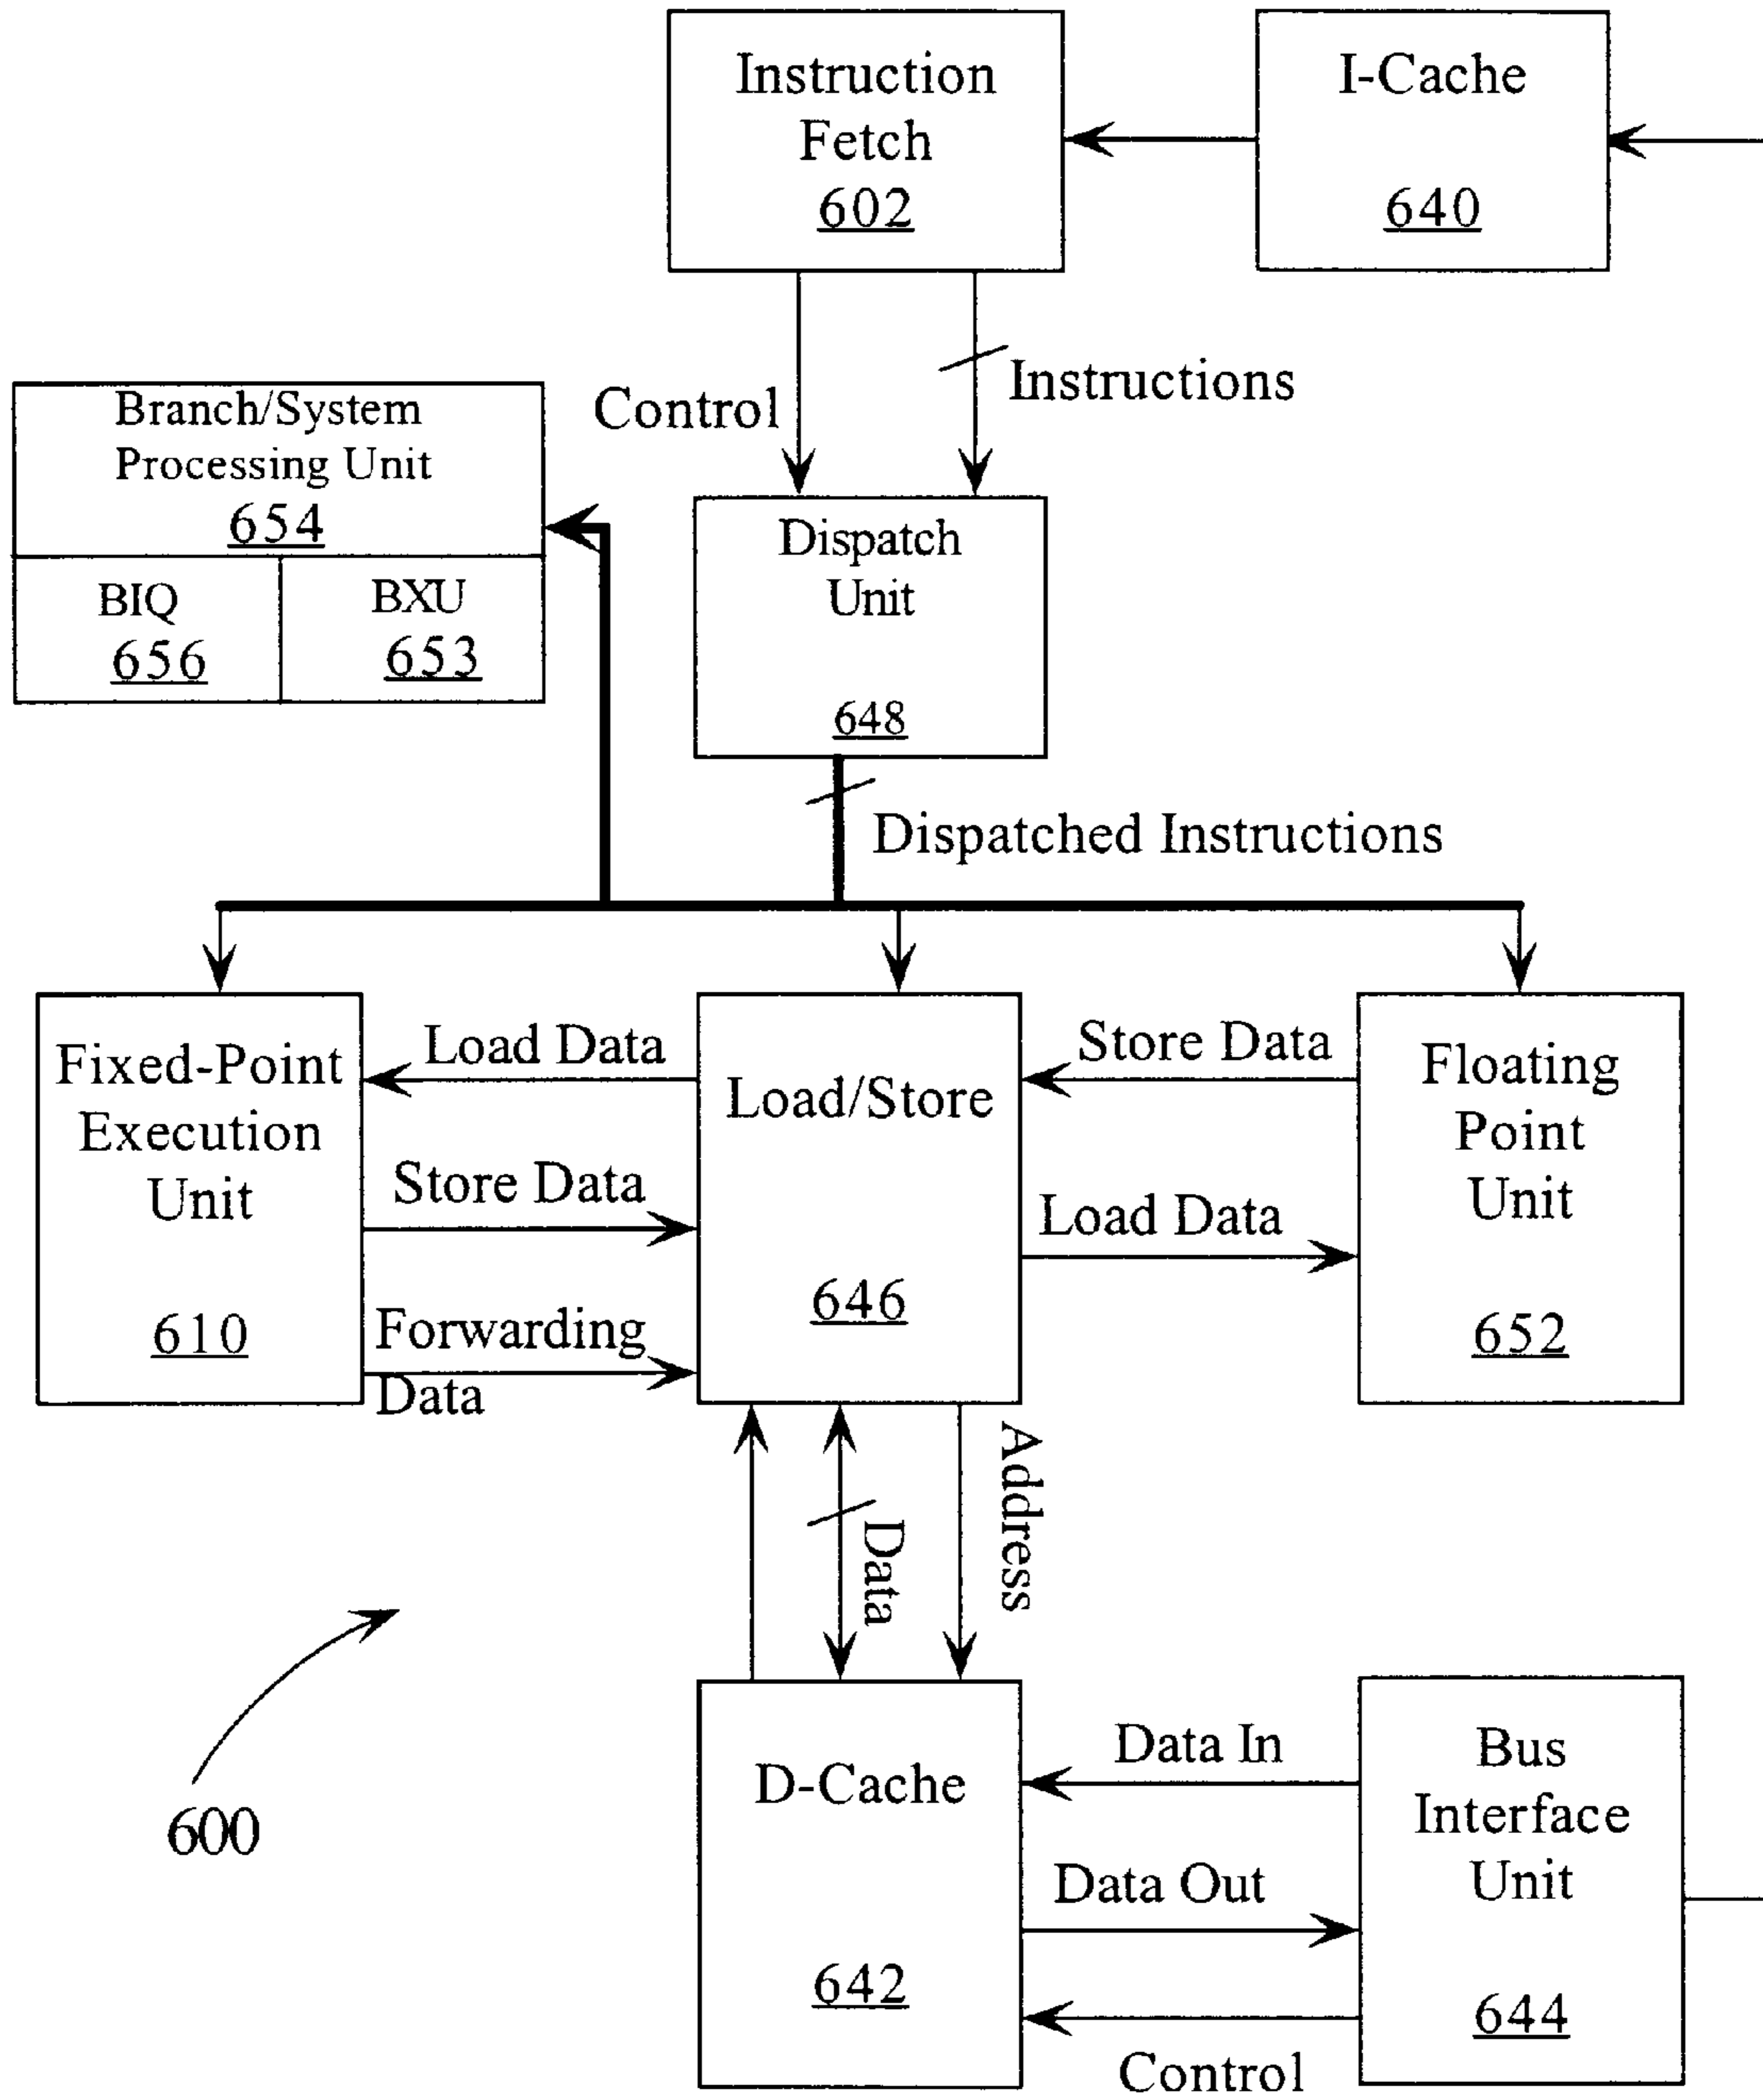 Instruction
Fetch
602
I-Cache
640
Control
Instructions
Branch/System
Processing Unit
654
BIQ
656
BXU
653
Dispatch
Unit
648
Dispatched Instructions
Fixed-Point
Execution
Unit
610
Load Data
Store Data
Forwarding
Data
Load/Store
646
Store Data
Load Data
Floating
Point
Unit
652
Data
Address
600
D-Cache
642
Data In
Data Out
Control
Bus
Interface
Unit
644